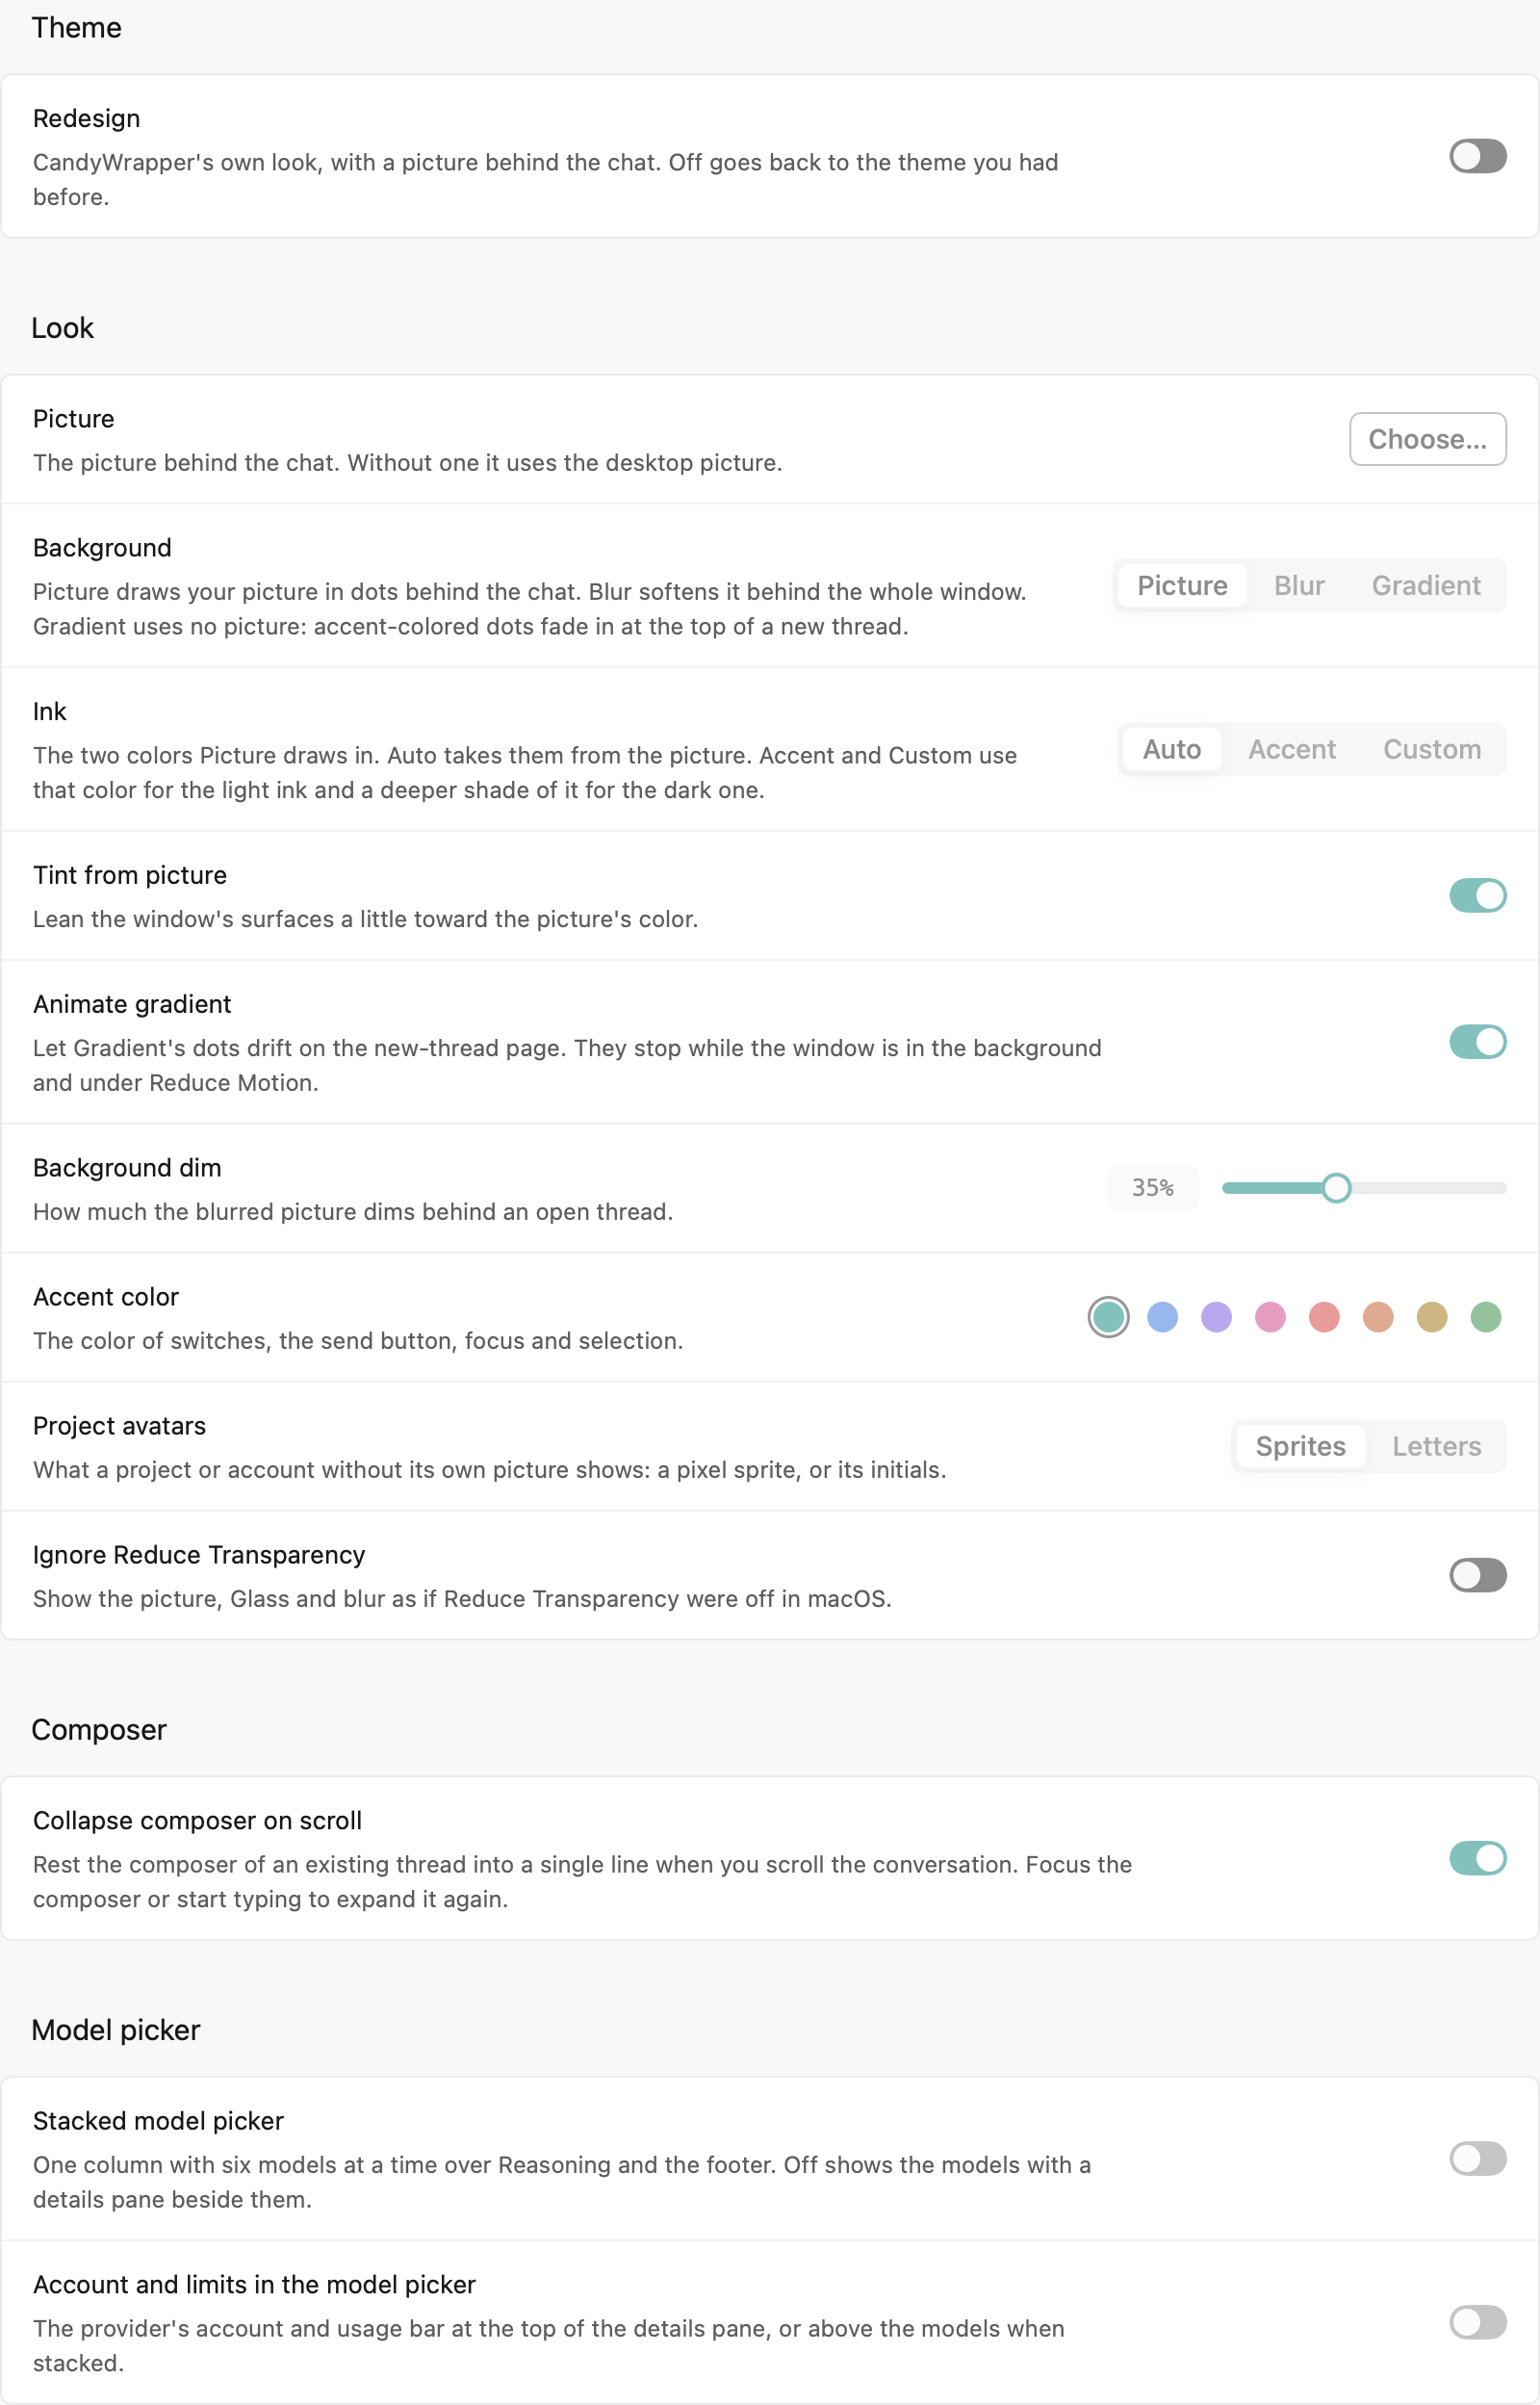 Theme
Redesign
CandyWrapper's own look, with a picture behind the chat. Off goes back to the theme you had
before.
Look
Picture
The picture behind the chat. Without one it uses the desktop picture.
Choose...
Background
Picture draws your picture in dots behind the chat. Blur softens it behind the whole window.
Gradient uses no picture: accent-colored dots fade in at the top of a new thread.
Picture Blur Gradient
Ink
The two colors Picture draws in. Auto takes them from the picture. Accent and Custom use
that color for the light ink and a deeper shade of it for the dark one.
Auto Accent Custom
Tint from picture
Lean the window's surfaces a little toward the picture's color.
Animate gradient
Let Gradient's dots drift on the new-thread page. They stop while the window is in the background
and under Reduce Motion.
Background dim
How much the blurred picture dims behind an open thread.
35%
Accent color
The color of switches, the send button, focus and selection.
Project avatars
What a project or account without its own picture shows: a pixel sprite, or its initials.
Sprites Letters
Ignore Reduce Transparency
Show the picture, Glass and blur as if Reduce Transparency were off in macOS.
Composer
Collapse composer on scroll
Rest the composer of an existing thread into a single line when you scroll the conversation. Focus the
composer or start typing to expand it again.
Model picker
Stacked model picker
One column with six models at a time over Reasoning and the footer. Off shows the models with a
details pane beside them.
Account and limits in the model picker
The provider's account and usage bar at the top of the details pane, or above the models when
stacked.